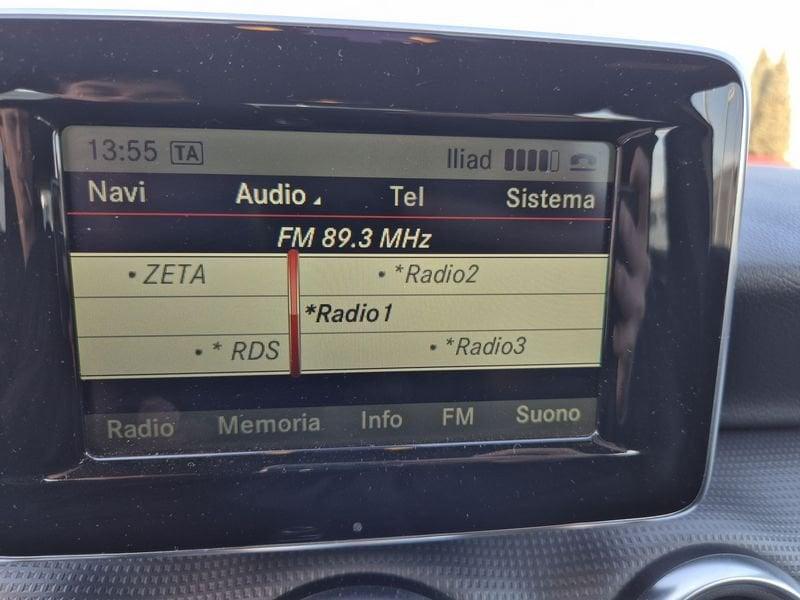 13:55 TA Iliad
Navi Audio Tel Sistema
FM 89.3 MHz
• ZETA • *Radio2
*Radio1
• * RDS • *Radio3
Radio Memoria Info FM Suono